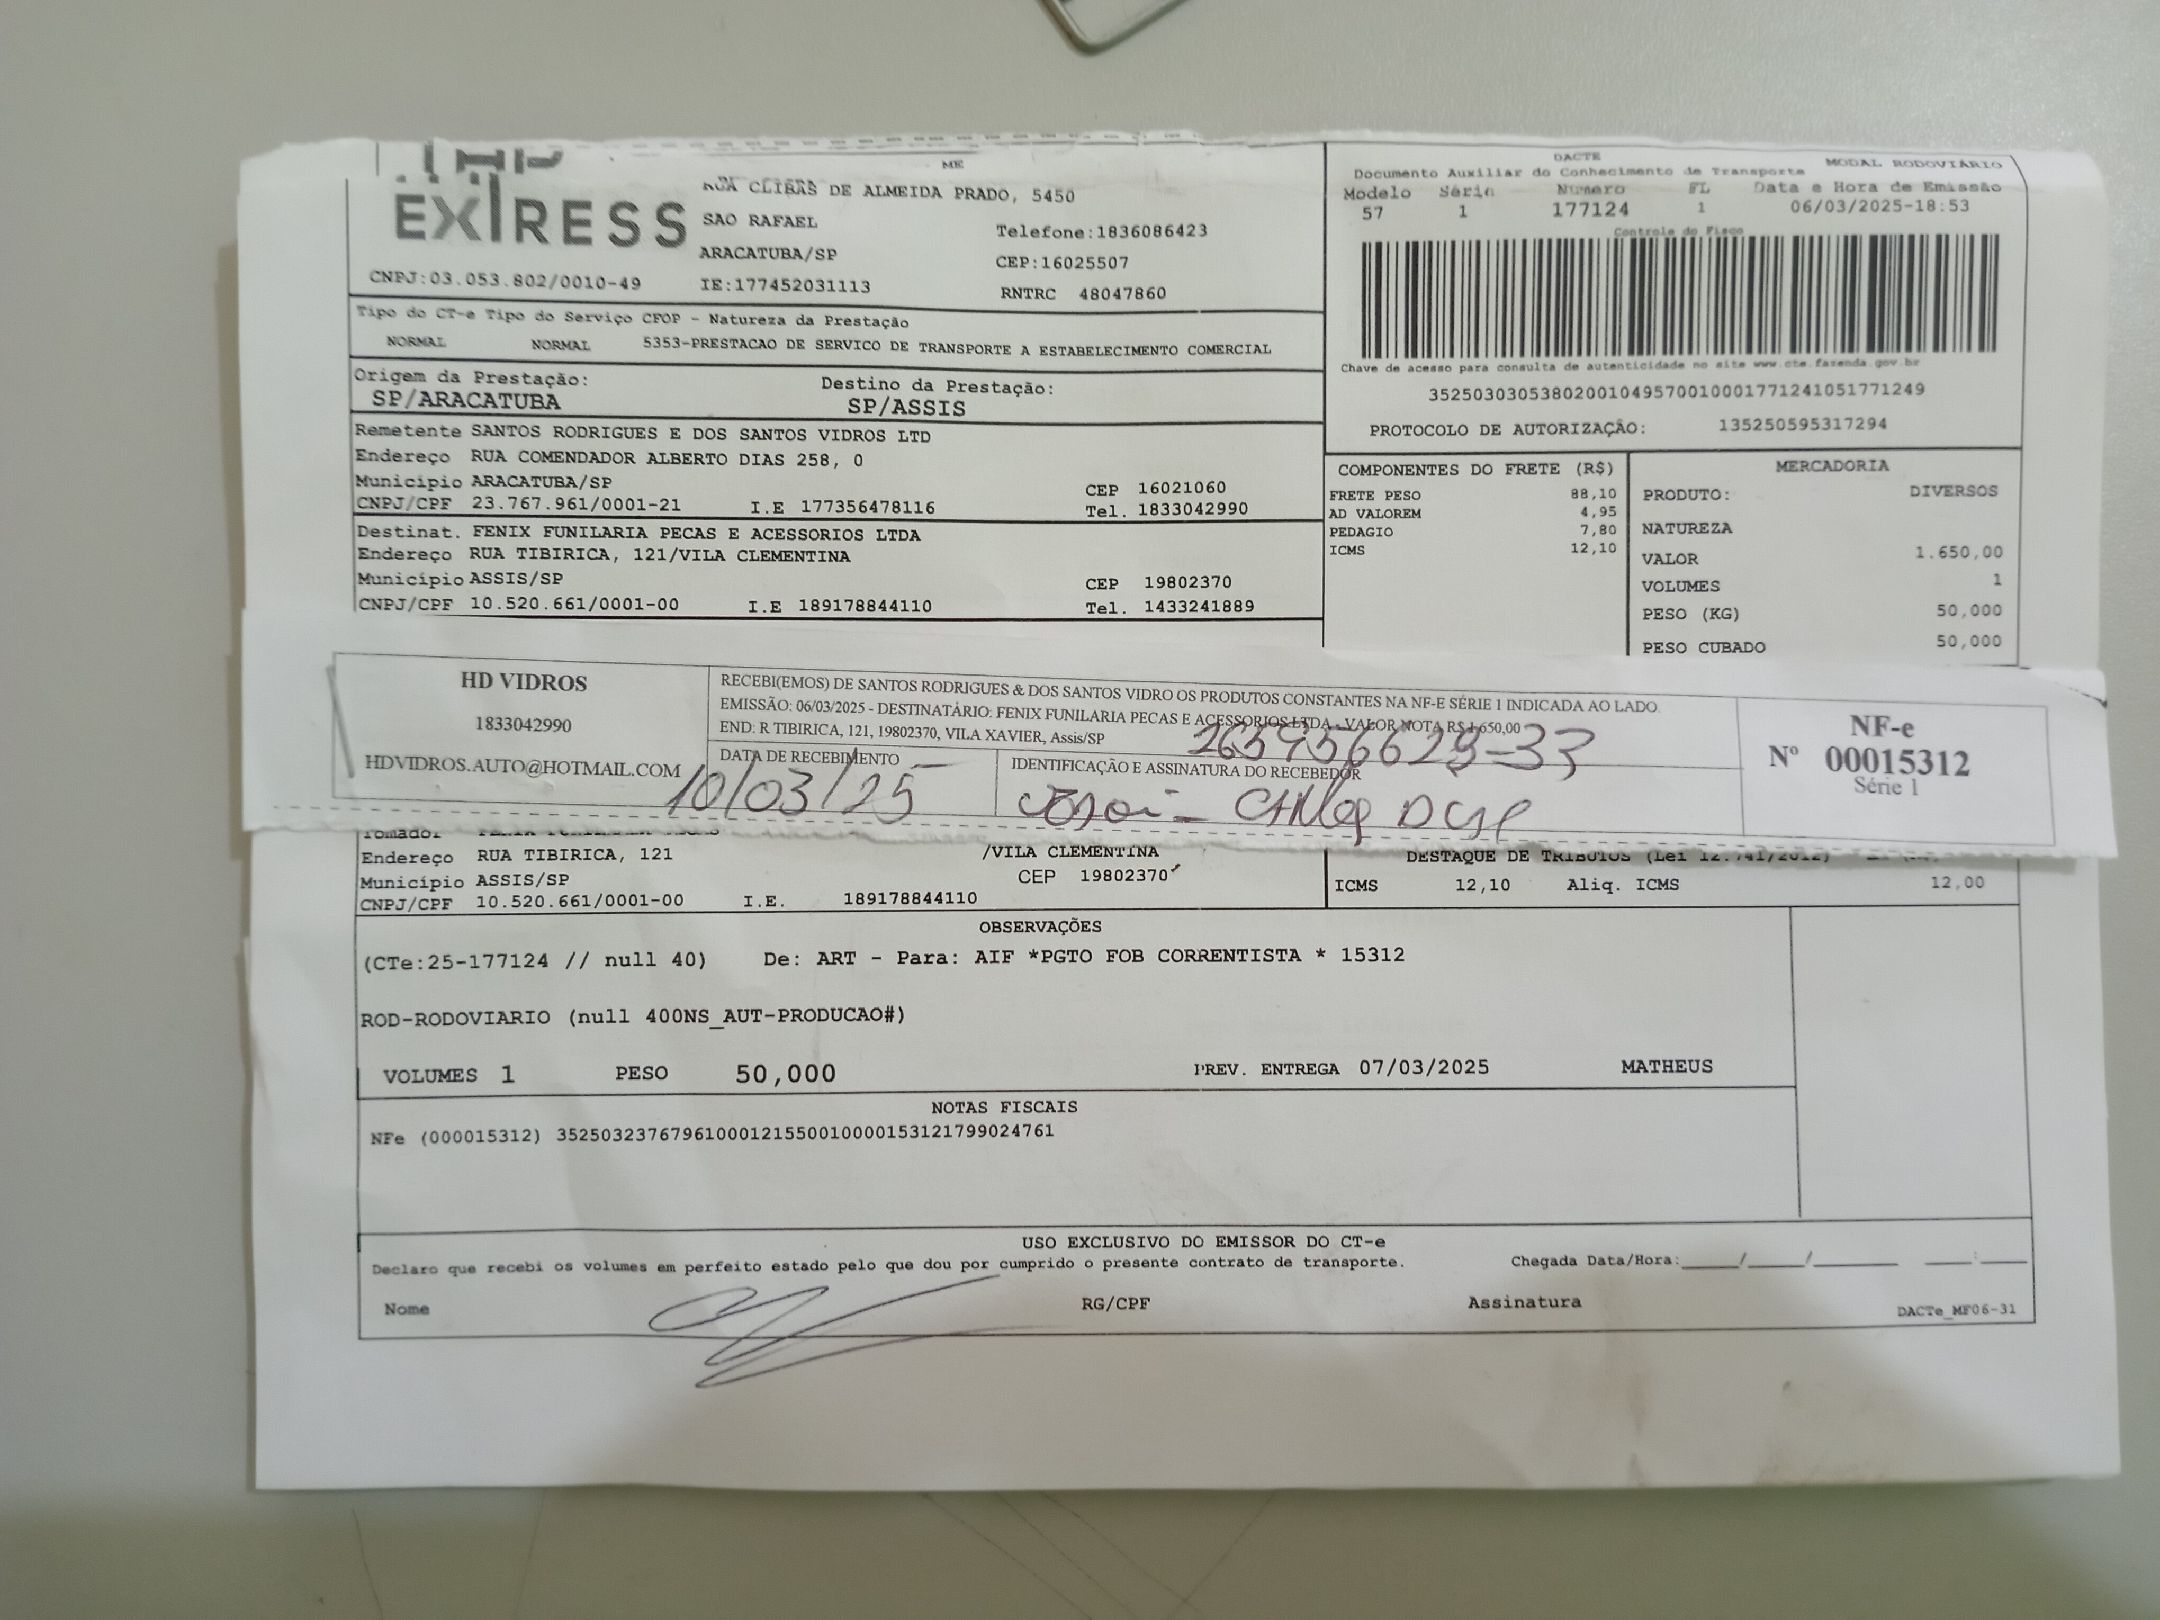 EXPRESS
ME
RUA CLIBAS DE ALMEIDA PRADO, 5450
SAO RAFAEL
Telefone:1836086423
ARACATUBA/SP
CEP:16025507
CNPJ:03.053.802/0010-49
IE:177452031113
RNTRC 48047860
DACTE
MODAL RODOVIÁRIO
Documento Auxiliar do Conhecimento de Transporte
Modelo Série Número FL Data e Hora de Emissão
57 1 177124 1 06/03/2025-18:53
Controle do Fisco
Chave de acesso para consulta de autenticidade no site www.cte.fazenda.gov.br
35250303053802001049570010001771241051771249
PROTOCOLO DE AUTORIZAÇÃO: 135250595317294
Tipo do CT-e Tipo do Serviço CFOP - Natureza da Prestação
NORMAL NORMAL 5353-PRESTACAO DE SERVICO DE TRANSPORTE A ESTABELECIMENTO COMERCIAL
Origem da Prestação: Destino da Prestação:
SP/ARACATUBA SP/ASSIS
Remetente SANTOS RODRIGUES E DOS SANTOS VIDROS LTD
Endereço RUA COMENDADOR ALBERTO DIAS 258, 0
Município ARACATUBA/SP CEP 16021060
CNPJ/CPF 23.767.961/0001-21 I.E 177356478116 Tel. 1833042990
Destinat. FENIX FUNILARIA PECAS E ACESSORIOS LTDA
Endereço RUA TIBIRICA, 121/VILA CLEMENTINA
Município ASSIS/SP CEP 19802370
CNPJ/CPF 10.520.661/0001-00 I.E 189178844110 Tel. 1433241889
COMPONENTES DO FRETE (R$)
FRETE PESO 88,10
AD VALOREM 4,95
PEDAGIO 7,80
ICMS 12,10
MERCADORIA
PRODUTO: DIVERSOS
NATUREZA
VALOR 1.650,00
VOLUMES 1
PESO (KG) 50,000
PESO CUBADO 50,000
HD VIDROS
1833042990
HDVIDROS.AUTO@HOTMAIL.COM
RECEBI(EMOS) DE SANTOS RODRIGUES & DOS SANTOS VIDRO OS PRODUTOS CONSTANTES NA NF-E SÉRIE 1 INDICADA AO LADO.
EMISSÃO: 06/03/2025 - DESTINATÁRIO: FENIX FUNILARIA PECAS E ACESSORIOS LTDA - VALOR NOTA R$ 1.650,00
END: R TIBIRICA, 121, 19802370, VILA XAVIER, Assis/SP
DATA DE RECEBIMENTO
10/03/25
IDENTIFICAÇÃO E ASSINATURA DO RECEBEDOR
NF-e
Nº 00015312
Série 1
Tomador
Endereço RUA TIBIRICA, 121 /VILA CLEMENTINA
Município ASSIS/SP CEP 19802370
CNPJ/CPF 10.520.661/0001-00 I.E. 189178844110
DESTAQUE DE TRIBUTOS (Lei 12.741/2012)
ICMS 12,10 Aliq. ICMS 12,00
OBSERVAÇÕES
(CTe:25-177124 // null 40) De: ART - Para: AIF *PGTO FOB CORRENTISTA * 15312
ROD-RODOVIARIO (null 400NS_AUT-PRODUCAO#)
VOLUMES 1 PESO 50,000 PREV. ENTREGA 07/03/2025 MATHEUS
NOTAS FISCAIS
NFe (000015312) 35250323767961000121550010000153121799024761
USO EXCLUSIVO DO EMISSOR DO CT-e
Declaro que recebi os volumes em perfeito estado pelo que dou por cumprido o presente contrato de transporte. Chegada Data/Hora:____/____/______ ____:____
Nome RG/CPF Assinatura
DACTe_MF06-31